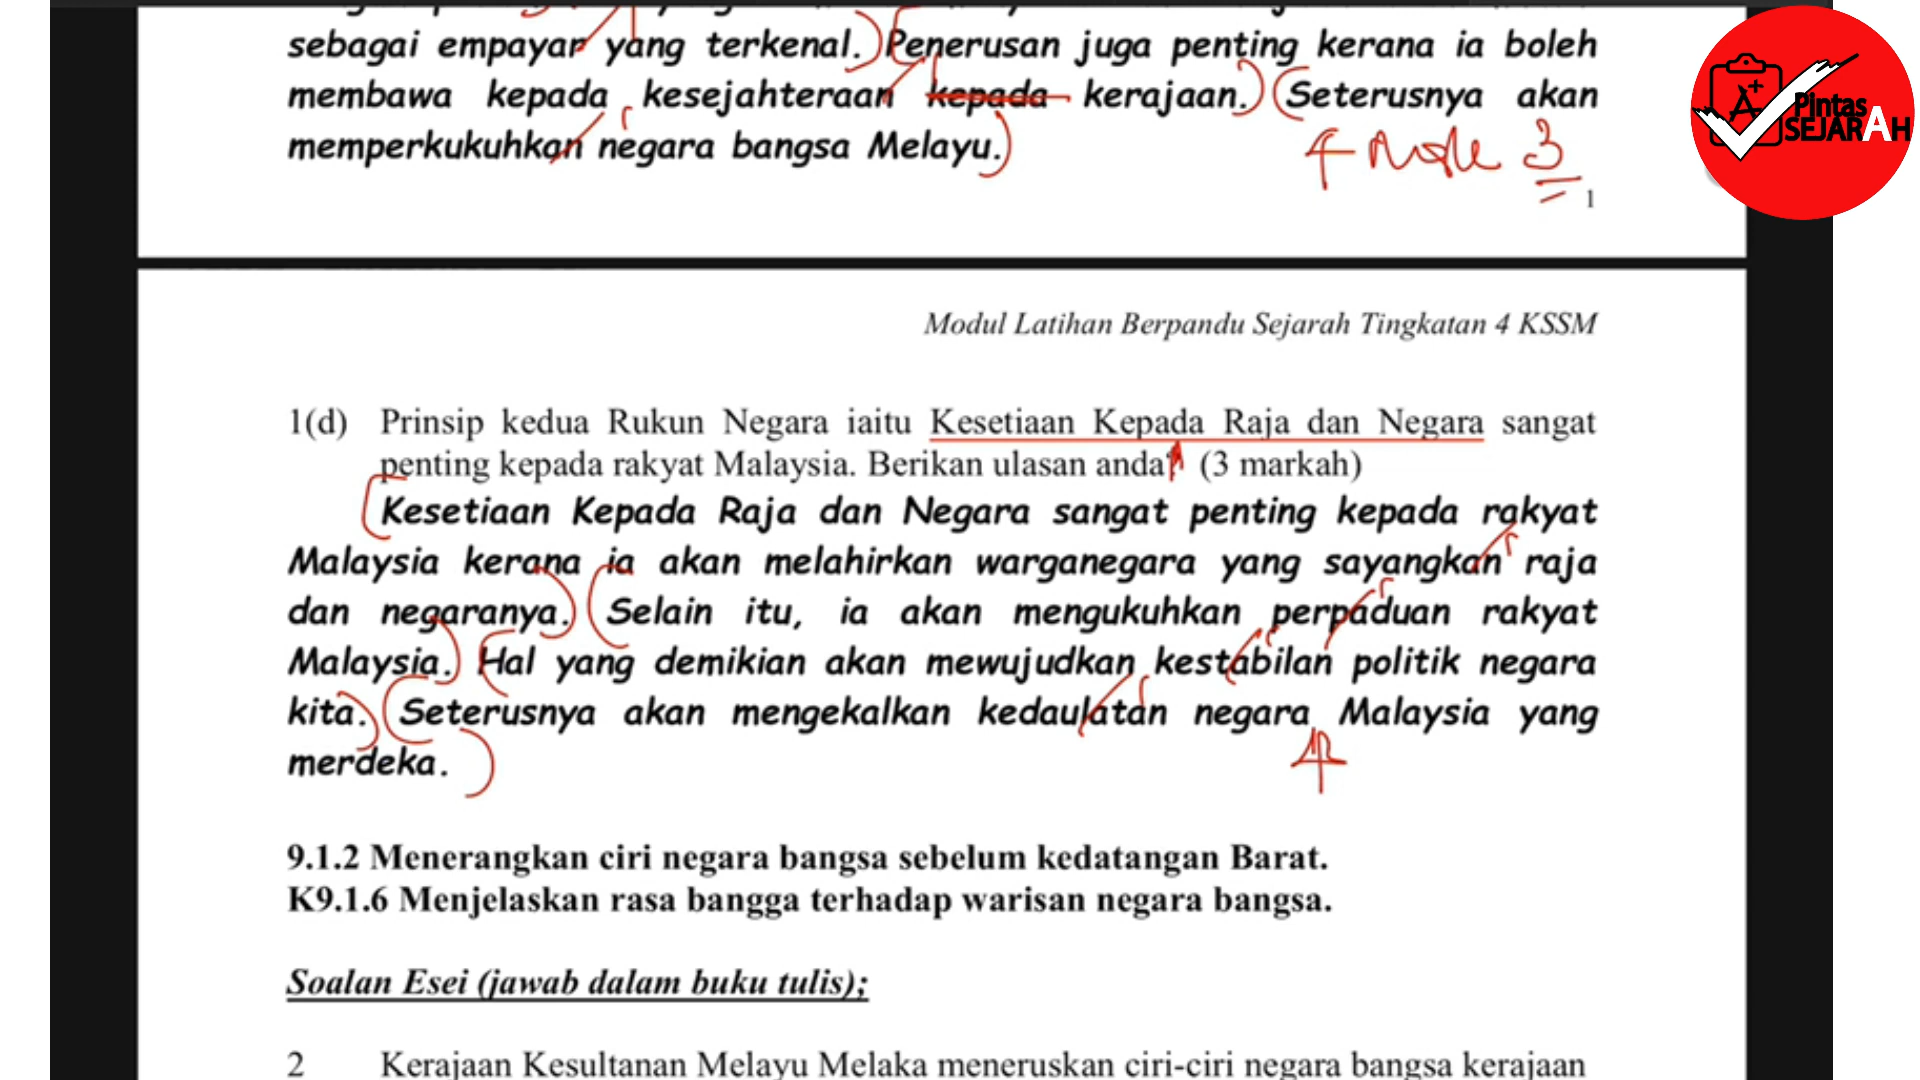 sebagai empayar yang terkenal. Penerusan juga penting kerana ia boleh
membawa kepada kesejahteraan kepada kerajaan. Seterusnya akan
memperkukuhkan negara bangsa Melayu.
4 3
1
Pintas
SEJARAH
A+
Modul Latihan Berpandu Sejarah Tingkatan 4 KSSM
1(d) Prinsip kedua Rukun Negara iaitu Kesetiaan Kepada Raja dan Negara sangat
penting kepada rakyat Malaysia. Berikan ulasan anda (3 markah)
Kesetiaan Kepada Raja dan Negara sangat penting kepada rakyat
Malaysia kerana ia akan melahirkan warganegara yang sayangkan raja
dan negaranya. Selain itu, ia akan mengukuhkan perpaduan rakyat
Malaysia. Hal yang demikian akan mewujudkan kestabilan politik negara
kita. Seterusnya akan mengekalkan kedaulatan negara Malaysia yang
merdeka.
9.1.2 Menerangkan ciri negara bangsa sebelum kedatangan Barat.
K9.1.6 Menjelaskan rasa bangga terhadap warisan negara bangsa.
Soalan Esei (jawab dalam buku tulis);
2 Kerajaan Kesultanan Melayu Melaka meneruskan ciri-ciri negara bangsa kerajaan